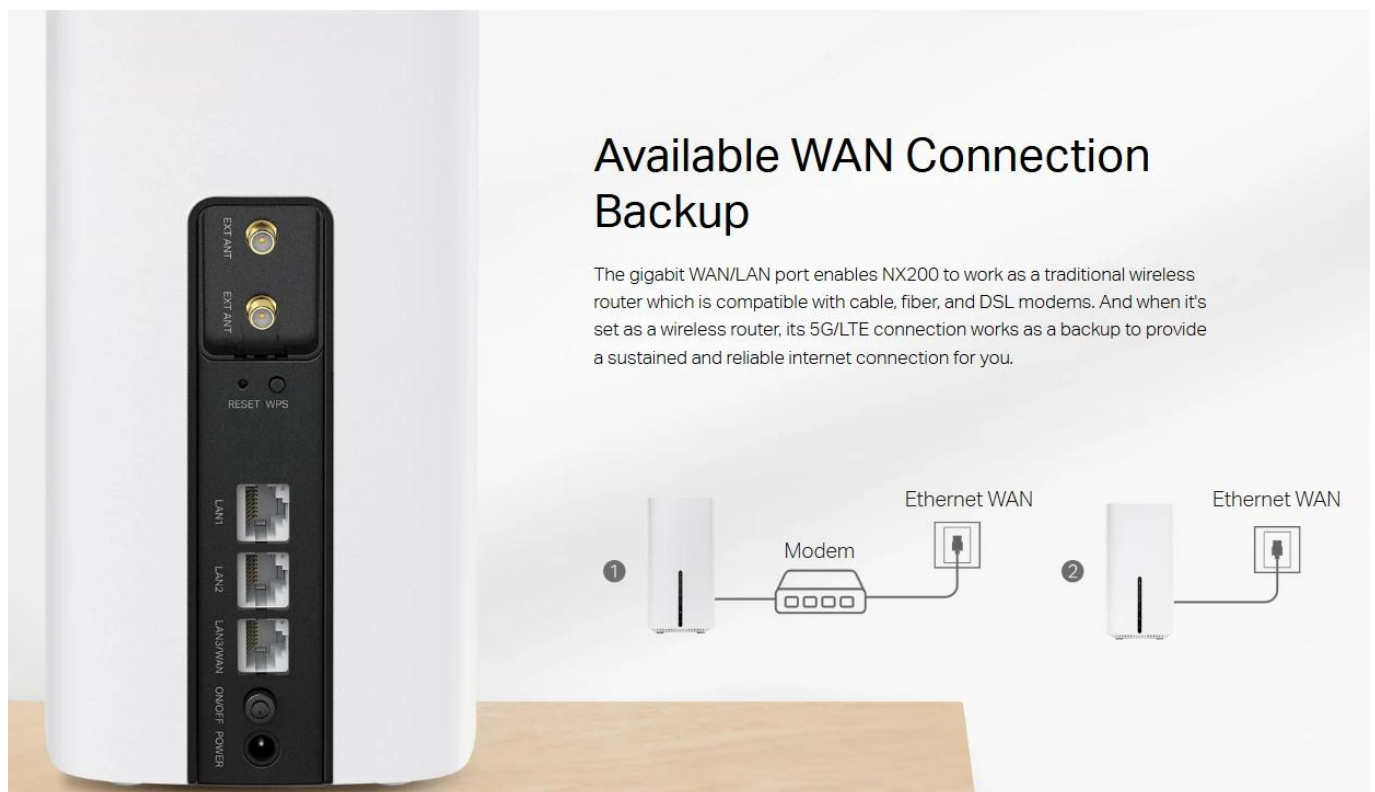 Available WAN Connection
Backup
The gigabit WAN/LAN port enables NX200 to work as a traditional wireless
router which is compatible with cable, fiber, and DSL modems. And when it's
set as a wireless router, its 5G/LTE connection works as a backup to provide
a sustained and reliable internet connection for you.
EXT ANT
EXT ANT
RESET WPS
LAN1
LAN2
LAN3/WAN
ON/OFF
POWER
1
Modem
Ethernet WAN
2
Ethernet WAN